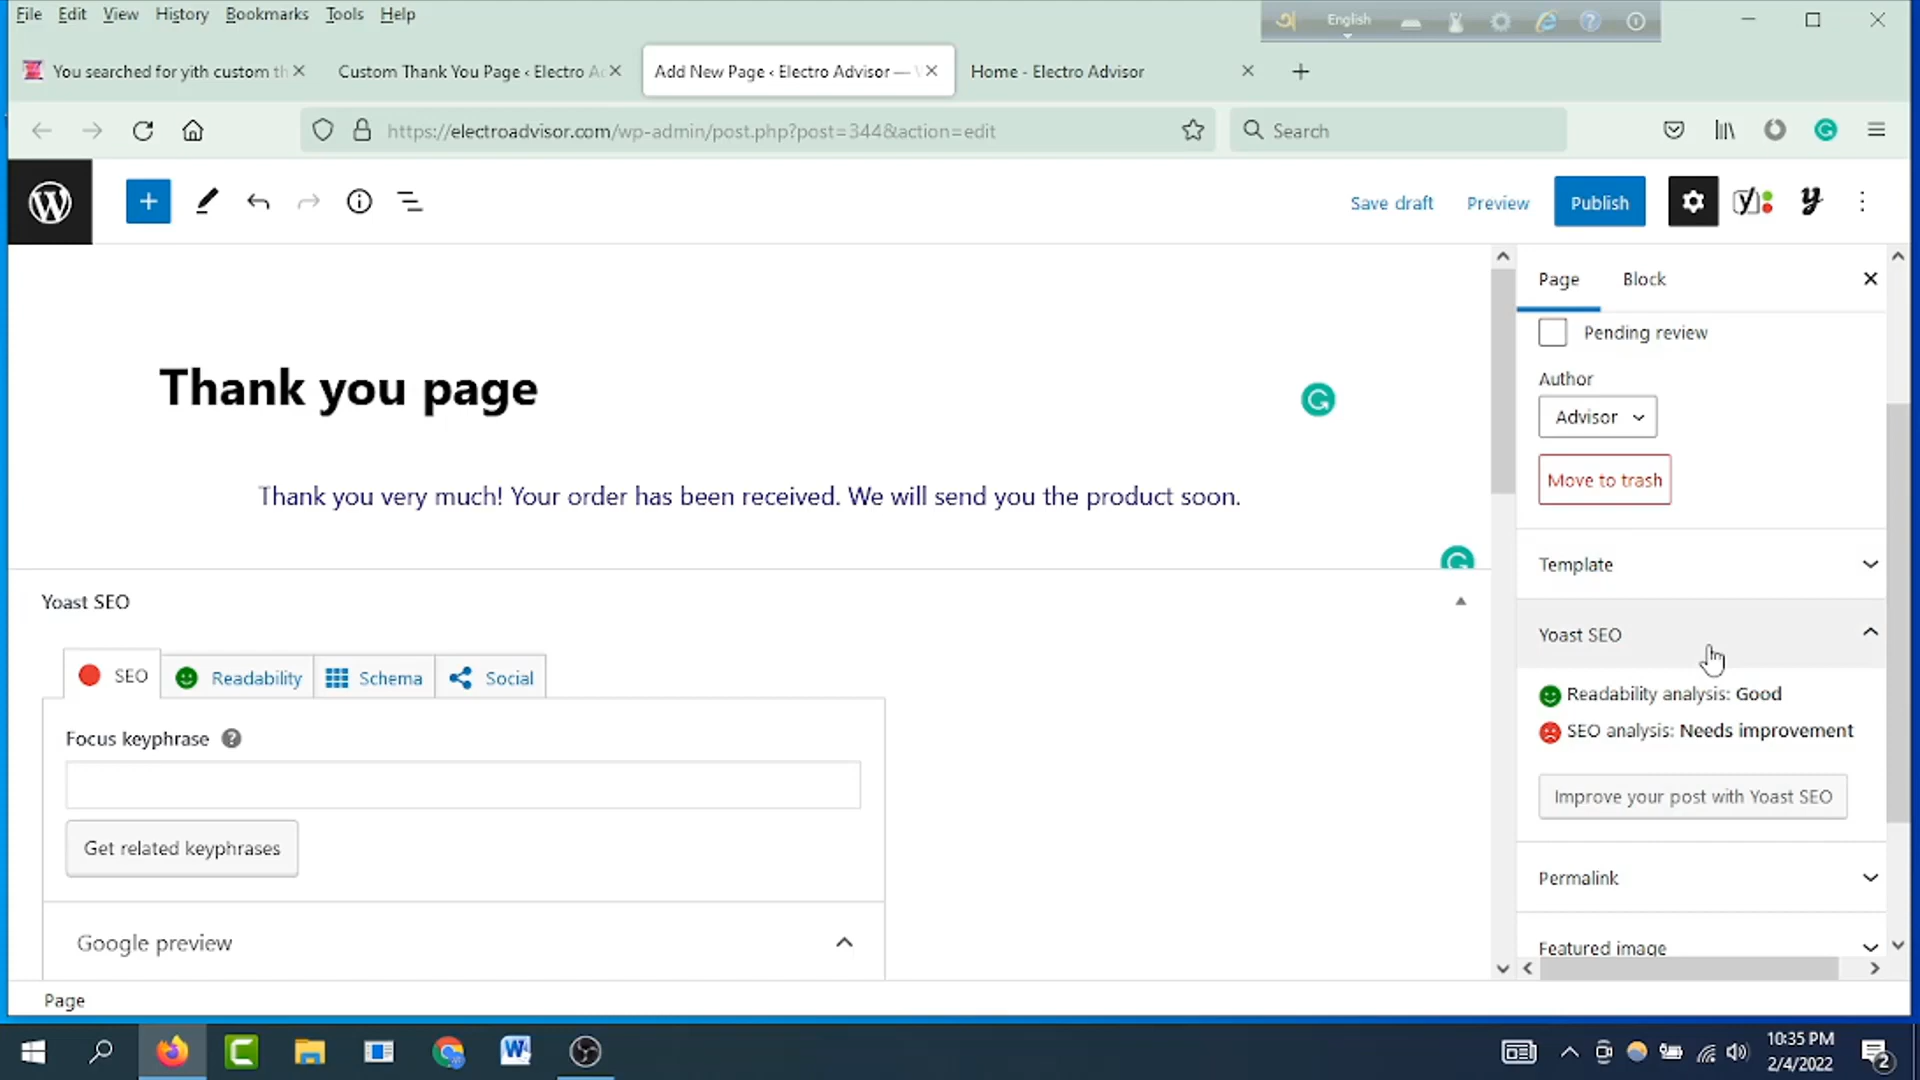 File Edit View History Bookmarks Tools Help
English
You searched for yith custom th
Custom Thank You Page ‹ Electro A
Add New Page ‹ Electro Advisor —
Home - Electro Advisor
https://electroadvisor.com/wp-admin/post.php?post=344&action=edit
Search
Save draft
Preview
Publish
Page
Block
Pending review
Author
Advisor
Move to trash
Thank you page
Thank you very much! Your order has been received. We will send you the product soon.
Template
Yoast SEO
Yoast SEO
SEO
Readability
Schema
Social
Readability analysis: Good
SEO analysis: Needs improvement
Focus keyphrase
Improve your post with Yoast SEO
Get related keyphrases
Permalink
Google preview
Featured image
Page
10:35 PM
2/4/2022
2